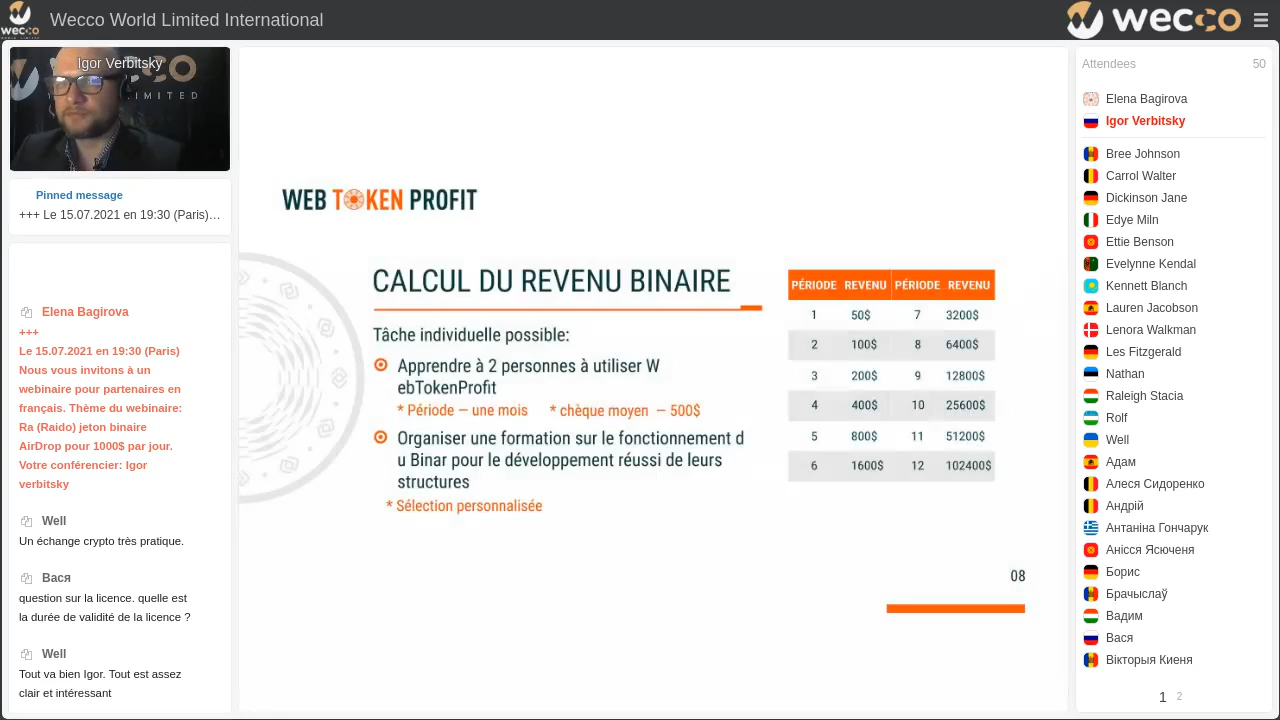 wecco
Wecco World Limited International
wecco
Igor Verbitsky
LIMITED
Pinned message
+++ Le 15.07.2021 en 19:30 (Paris)…
Elena Bagirova
+++
Le 15.07.2021 en 19:30 (Paris)
Nous vous invitons à un
webinaire pour partenaires en
français. Thème du webinaire:
Ra (Raido) jeton binaire
AirDrop pour 1000$ par jour.
Votre conférencier: Igor
verbitsky
Well
Un échange crypto très pratique.
Вася
question sur la licence. quelle est
la durée de validité de la licence ?
Well
Tout va bien Igor. Tout est assez
clair et intéressant
WEB TOKEN PROFIT
CALCUL DU REVENU BINAIRE
Tâche individuelle possible:
Apprendre à 2 personnes à utiliser W
ebTokenProfit
* Période — une mois * chèque moyen — 500$
Organiser une formation sur le fonctionnement d
u Binar pour le développement réussi de leurs
structures
* Sélection personnalisée
PÉRIODE REVENU PÉRIODE REVENU
1 50$ 7 3200$
2 100$ 8 6400$
3 200$ 9 12800$
4 400$ 10 25600$
5 800$ 11 51200$
6 1600$ 12 102400$
08
Attendees 50
Elena Bagirova
Igor Verbitsky
Bree Johnson
Carrol Walter
Dickinson Jane
Edye Miln
Ettie Benson
Evelynne Kendal
Kennett Blanch
Lauren Jacobson
Lenora Walkman
Les Fitzgerald
Nathan
Raleigh Stacia
Rolf
Well
Адам
Алеся Сидоренко
Андрій
Антаніна Гончарук
Анісся Ясюченя
Борис
Брачыслаў
Вадим
Вася
Вікторыя Киеня
1 2